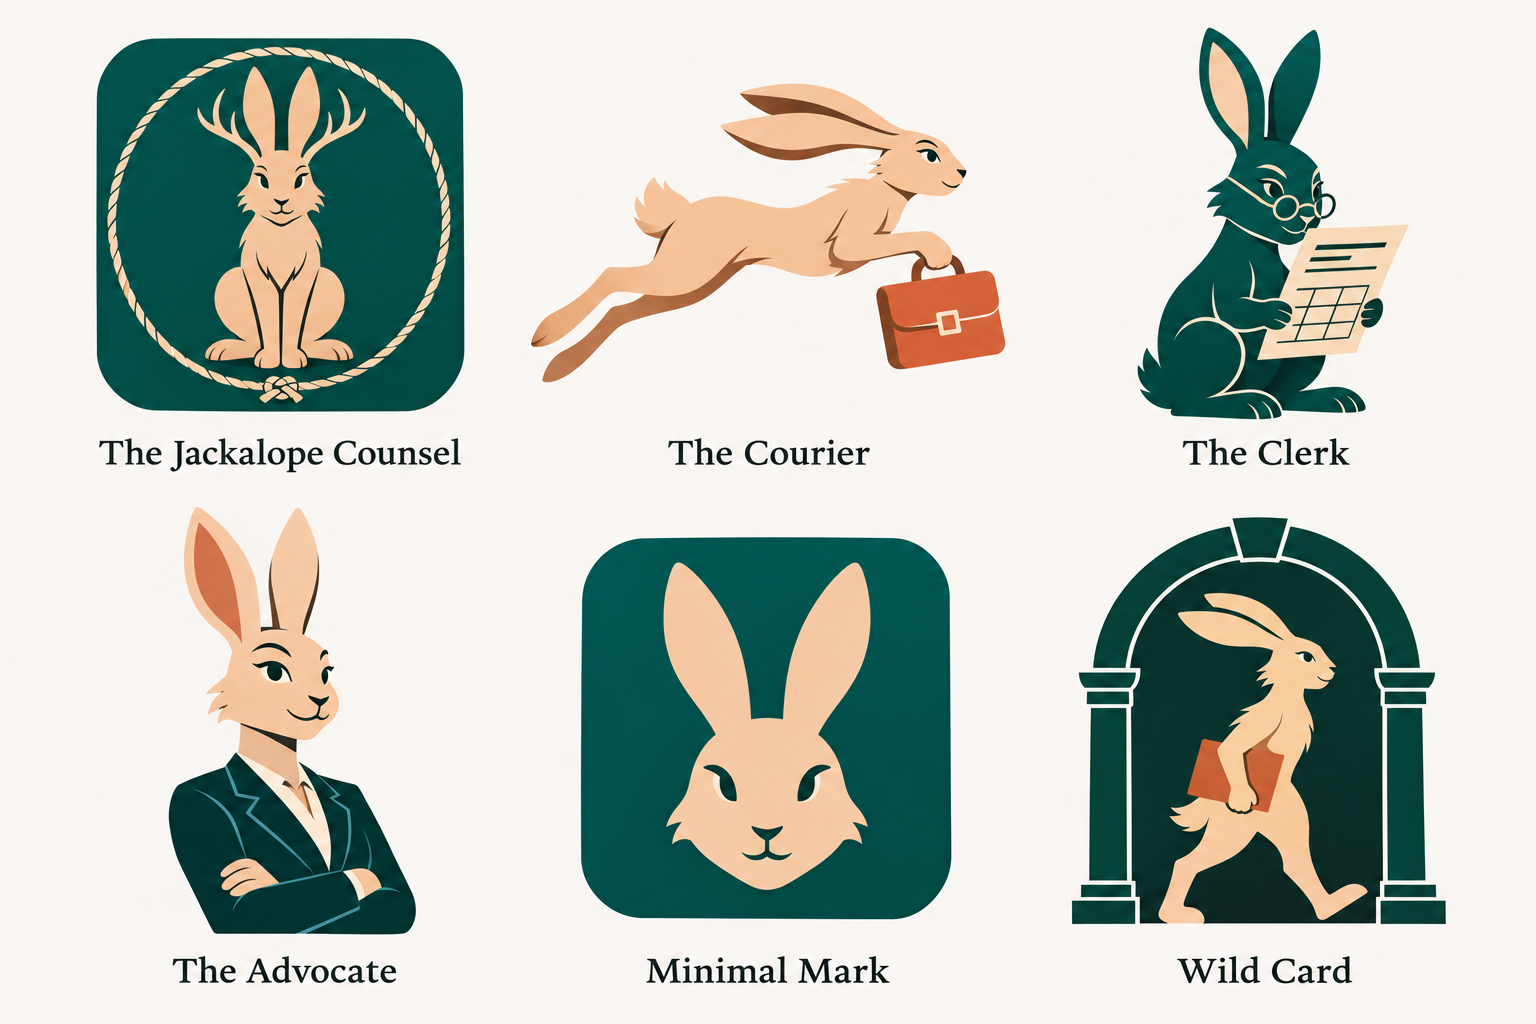 The Jackalope Counsel
The Courier
The Clerk
The Advocate
Minimal Mark
Wild Card